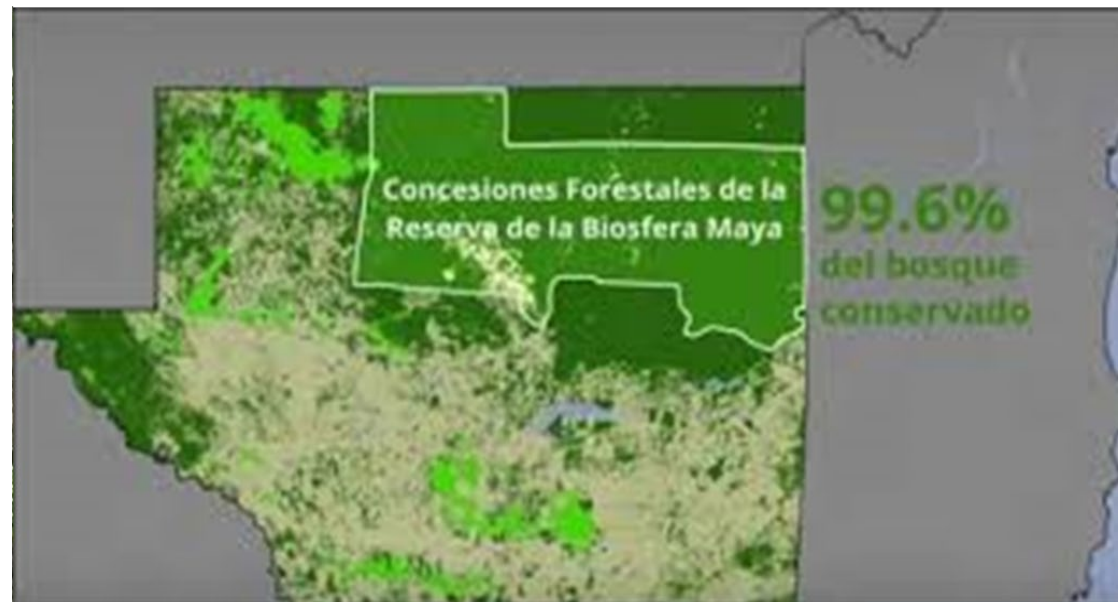 Concesiones Forestales de la
Reserva de la Biosfera Maya
99.6%
del bosque
conservado